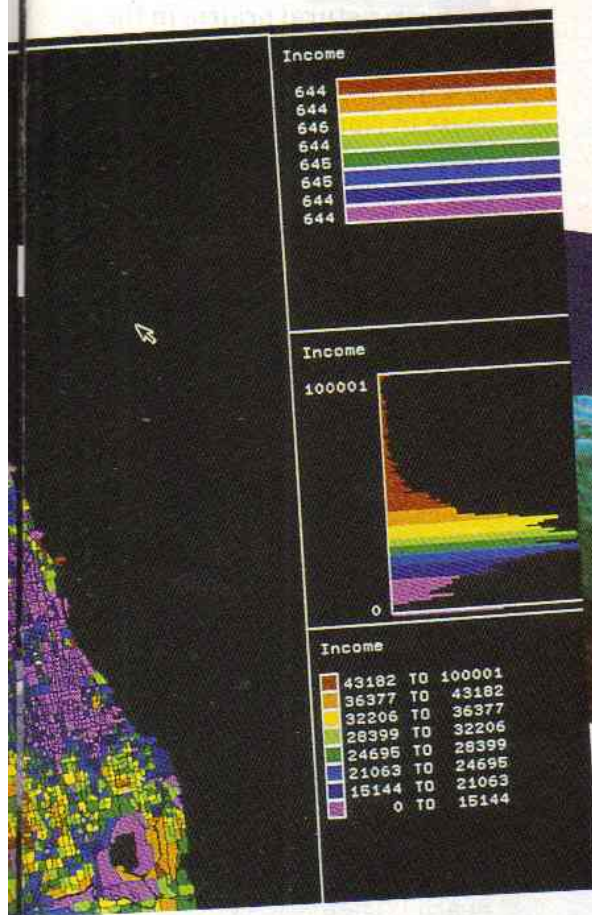 Income
644
644
646
644
645
645
644
644
Income
100001
0
Income
43182 TO 100001
36377 TO 43182
32206 TO 36377
28399 TO 32206
24695 TO 28399
21063 TO 24695
15144 TO 21063
0 TO 15144